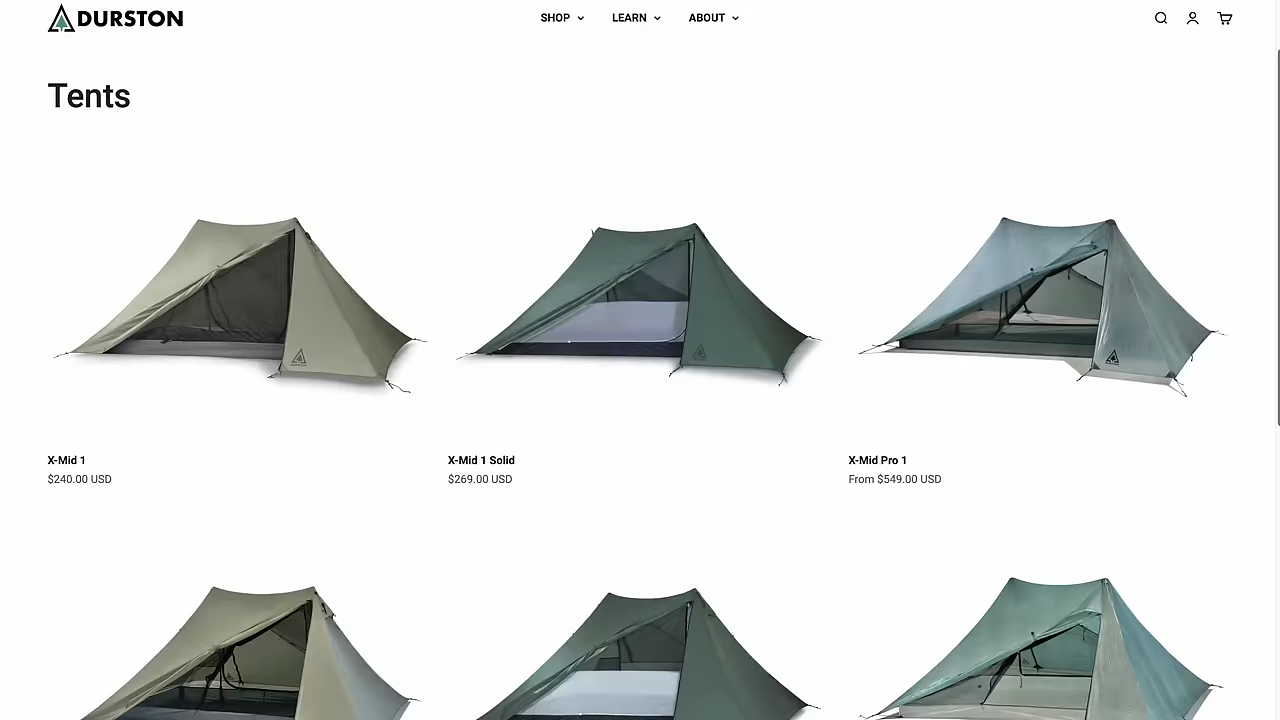 DURSTON
SHOP
LEARN
ABOUT
Tents
X-Mid 1
$240.00 USD
X-Mid 1 Solid
$269.00 USD
X-Mid Pro 1
From $549.00 USD